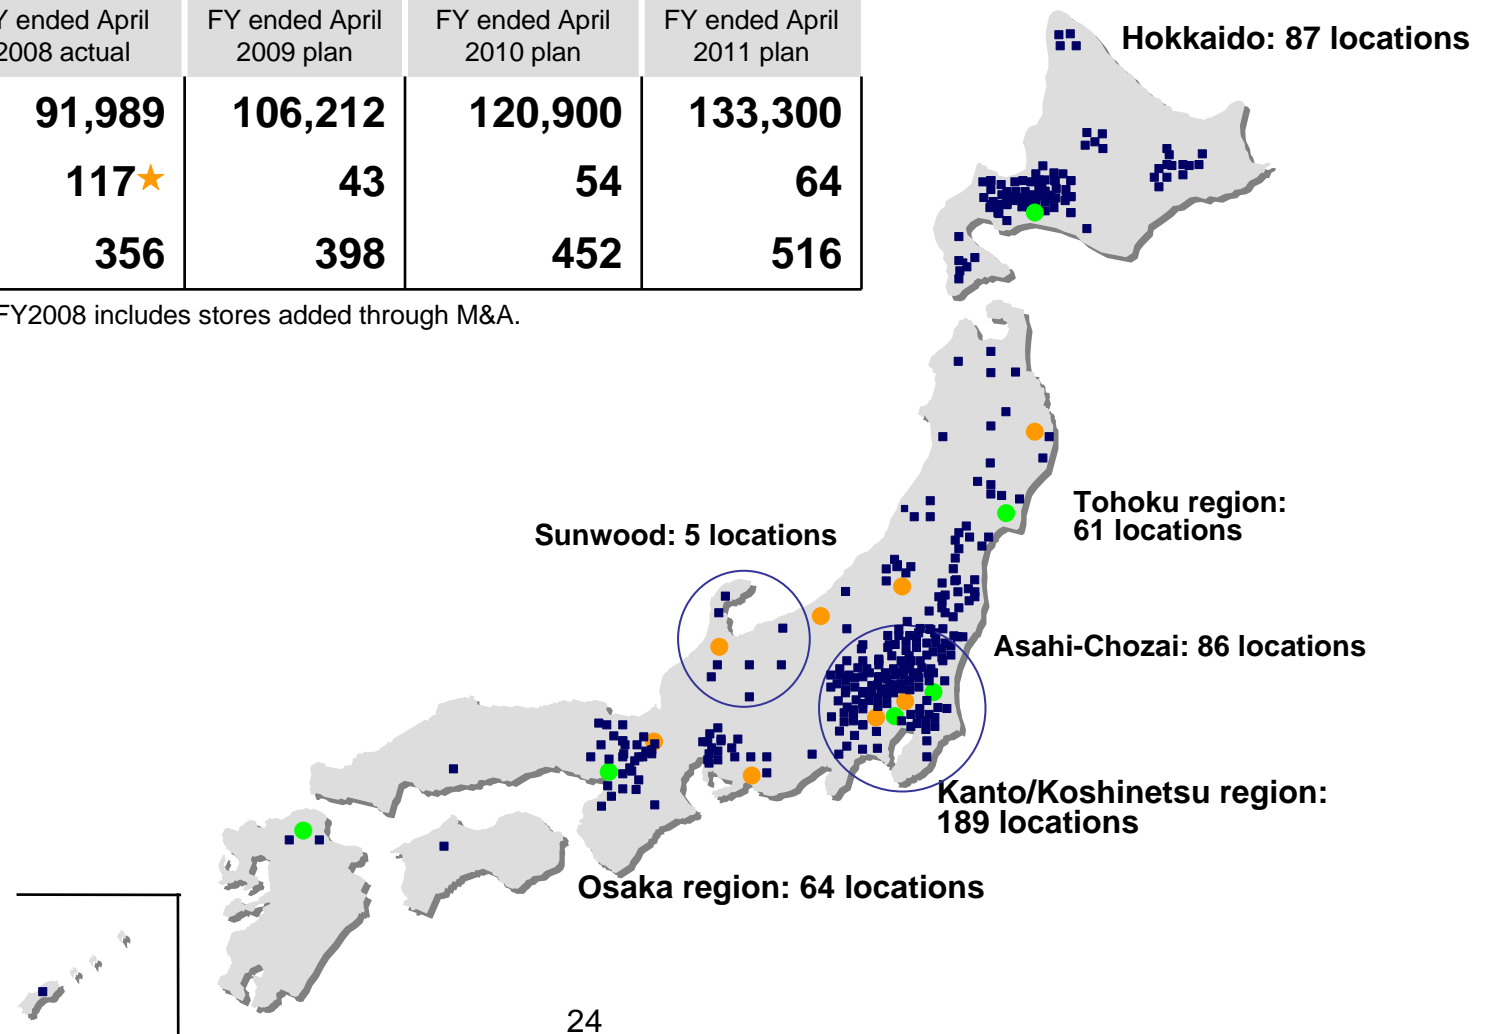 FY ended April FY ended April FY ended April
2008 actual 2009 plan 2010 plan 2011 plan
91,989 106,212 120,900 133,300
117★ 43 54 64
356 398 452 516
FY2008 includes stores added through M&A.
Hokkaido: 87 locations
Tohoku region:
61 locations
Sunwood: 5 locations
Asahi-Chozai: 86 locations
Kanto/Koshinetsu region:
189 locations
Osaka region: 64 locations
24